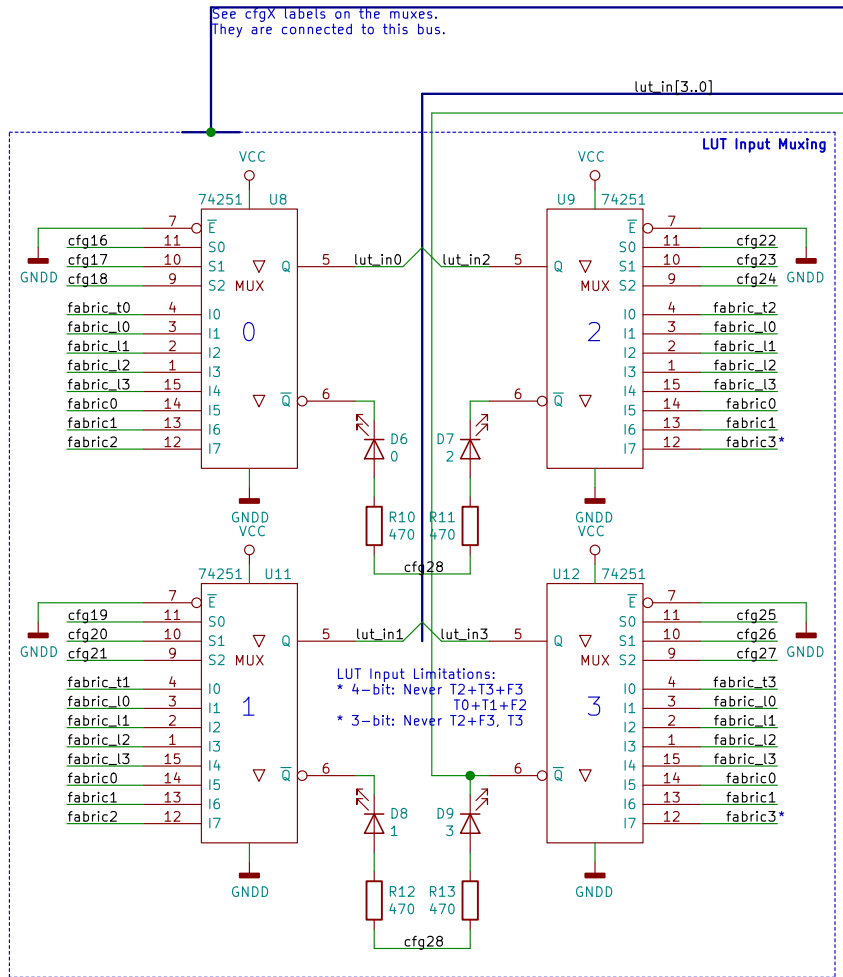 See cfgX labels on the muxes.
They are connected to this bus.
lut_in[3..0]
LUT Input Muxing
VCC
74251 U8
7 E
cfg16 11 S0
cfg17 10 S1
cfg18 9 S2
GNDD
MUX
Q 5 lut_in0
fabric_t0 4 I0
fabric_l0 3 I1
fabric_l1 2 I2
fabric_l2 1 I3
fabric_l3 15 I4
fabric0 14 I5
fabric1 13 I6
fabric2 12 I7
0
Q 6
D6
0
R10
470
GNDD
VCC
U9 74251
E 7
S0 11 cfg22
S1 10 cfg23
S2 9 cfg24
GNDD
MUX
lut_in2 5 Q
I0 4 fabric_t2
I1 3 fabric_l0
I2 2 fabric_l1
I3 1 fabric_l2
I4 15 fabric_l3
I5 14 fabric0
I6 13 fabric1
I7 12 fabric3*
2
6 Q
D7
2
R11
470
GNDD
cfg28
VCC
74251 U11
7 E
cfg19 11 S0
cfg20 10 S1
cfg21 9 S2
GNDD
MUX
Q 5 lut_in1
fabric_t1 4 I0
fabric_l0 3 I1
fabric_l1 2 I2
fabric_l2 1 I3
fabric_l3 15 I4
fabric0 14 I5
fabric1 13 I6
fabric2 12 I7
1
Q 6
D8
1
R12
470
GNDD
LUT Input Limitations:
* 4-bit: Never T2+T3+F3
T0+T1+F2
* 3-bit: Never T2+F3, T3
VCC
U12 74251
E 7
S0 11 cfg25
S1 10 cfg26
S2 9 cfg27
GNDD
MUX
lut_in3 5 Q
I0 4 fabric_t3
I1 3 fabric_l0
I2 2 fabric_l1
I3 1 fabric_l2
I4 15 fabric_l3
I5 14 fabric0
I6 13 fabric1
I7 12 fabric3*
3
6 Q
D9
3
R13
470
GNDD
cfg28